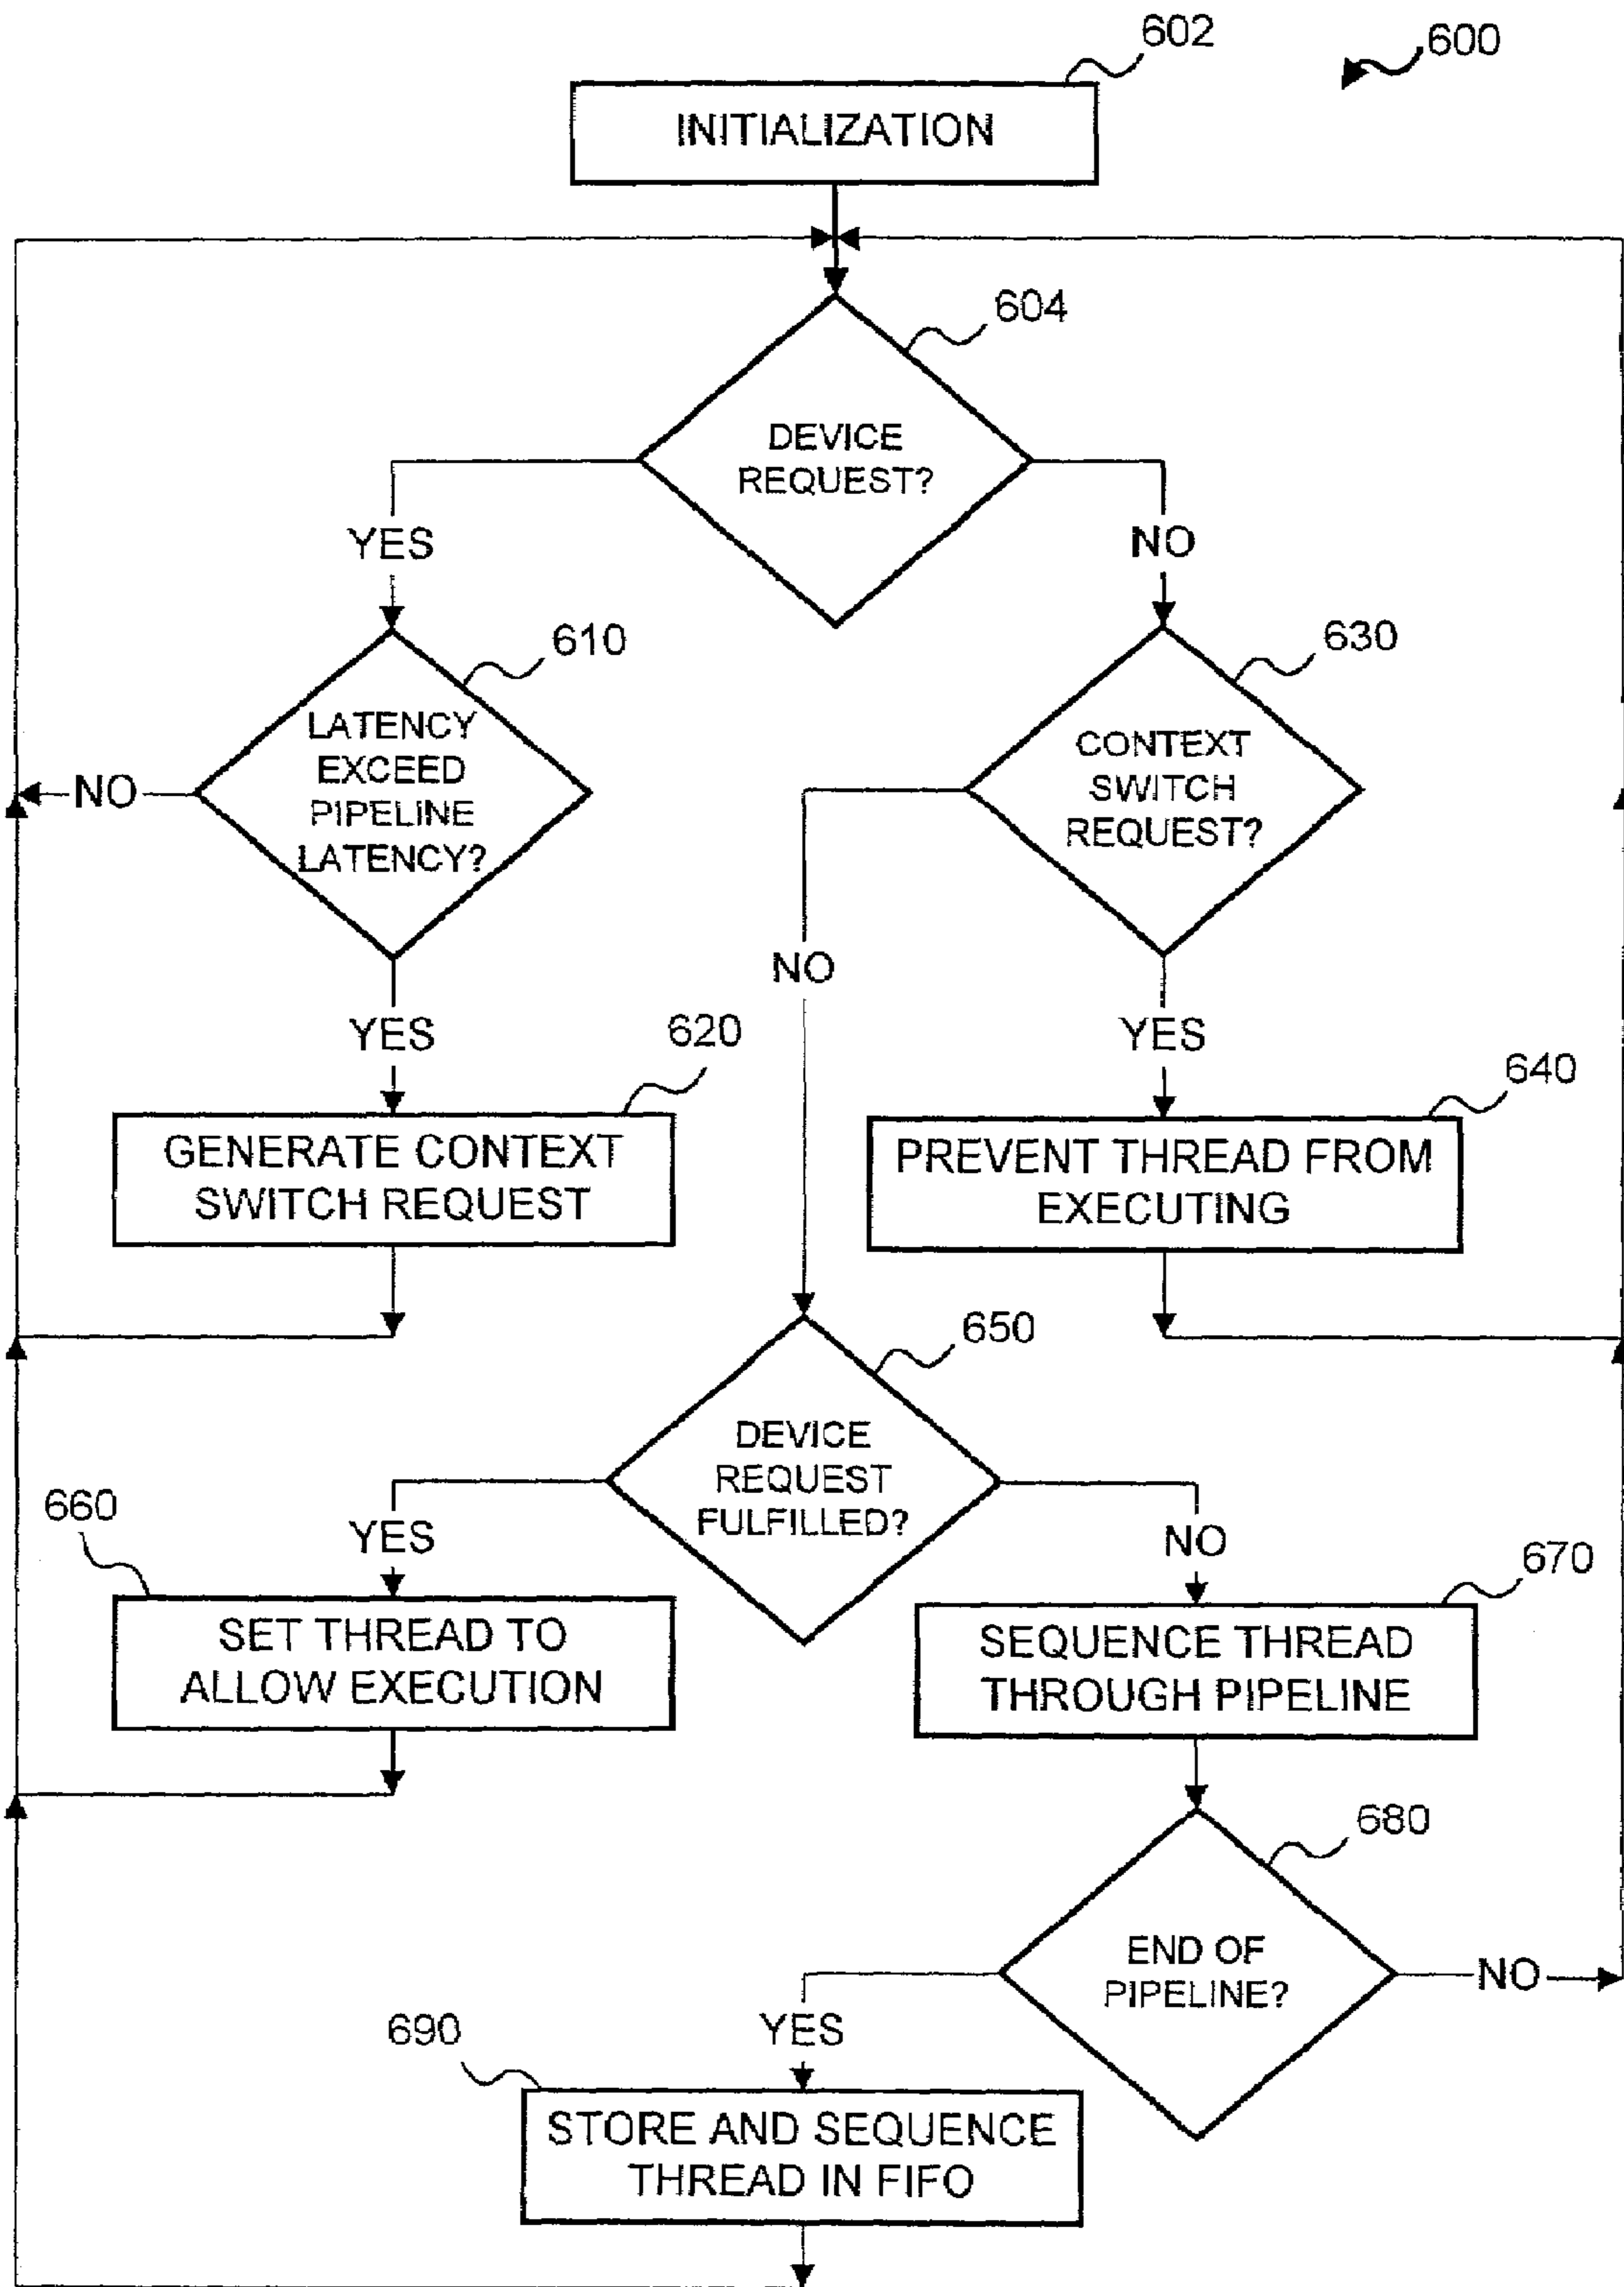 602
600
INITIALIZATION
604
DEVICE
REQUEST?
YES
NO
610
630
LATENCY
EXCEED
PIPELINE
LATENCY?
CONTEXT
SWITCH
REQUEST?
NO
NO
YES
YES
620
640
GENERATE CONTEXT
SWITCH REQUEST
PREVENT THREAD FROM
EXECUTING
650
DEVICE
REQUEST
FULFILLED?
660
YES
NO
670
SET THREAD TO
ALLOW EXECUTION
SEQUENCE THREAD
THROUGH PIPELINE
680
END OF
PIPELINE?
NO
690
YES
STORE AND SEQUENCE
THREAD IN FIFO